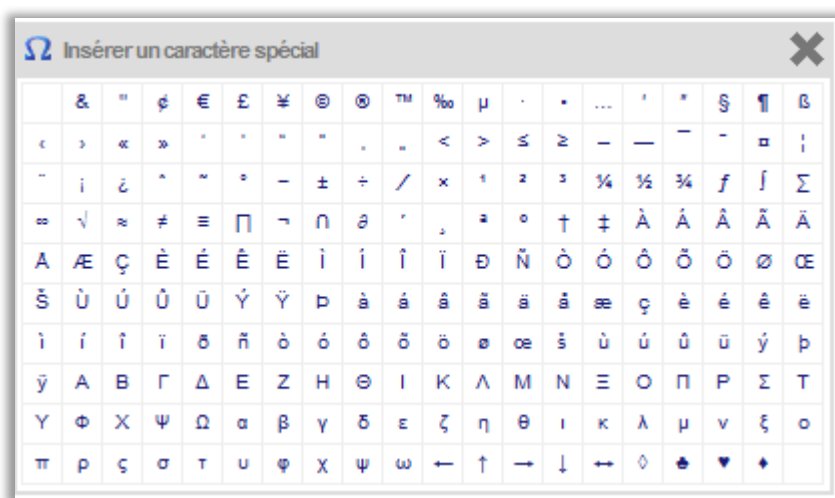 Ω Insérer un caractère spécial ✖
& " ¢ € £ ¥ © ® ™ ‰ µ · • … ′ ″ § ¶ ß
‹ › « » ‘ ’ “ ” ‚ „ < > ≤ ≥ – — ¯ ‾ ¤ ¦
¨ ¡ ¿ ˆ ˜ ° − ± ÷ ⁄ × ¹ ² ³ ¼ ½ ¾ ƒ ∫ ∑
∞ √ ≈ ≠ ≡ ∏ ¬ ∩ ∂ ´ ¸ ª º † ‡ À Á Â Ã Ä
Å Æ Ç È É Ê Ë Ì Í Î Ï Ð Ñ Ò Ó Ô Õ Ö Ø Œ
Š Ù Ú Û Ü Ý Ÿ Þ à á â ã ä å æ ç è é ê ë
ì í î ï ð ñ ò ó ô õ ö ø œ š ù ú û ü ý þ
ÿ Α Β Γ Δ Ε Ζ Η Θ Ι Κ Λ Μ Ν Ξ Ο Π Ρ Σ Τ
Υ Φ Χ Ψ Ω α β γ δ ε ζ η θ ι κ λ μ ν ξ ο
π ρ ς σ τ υ φ χ ψ ω ← ↑ → ↓ ↔ ◊ ♣ ♥ ♦